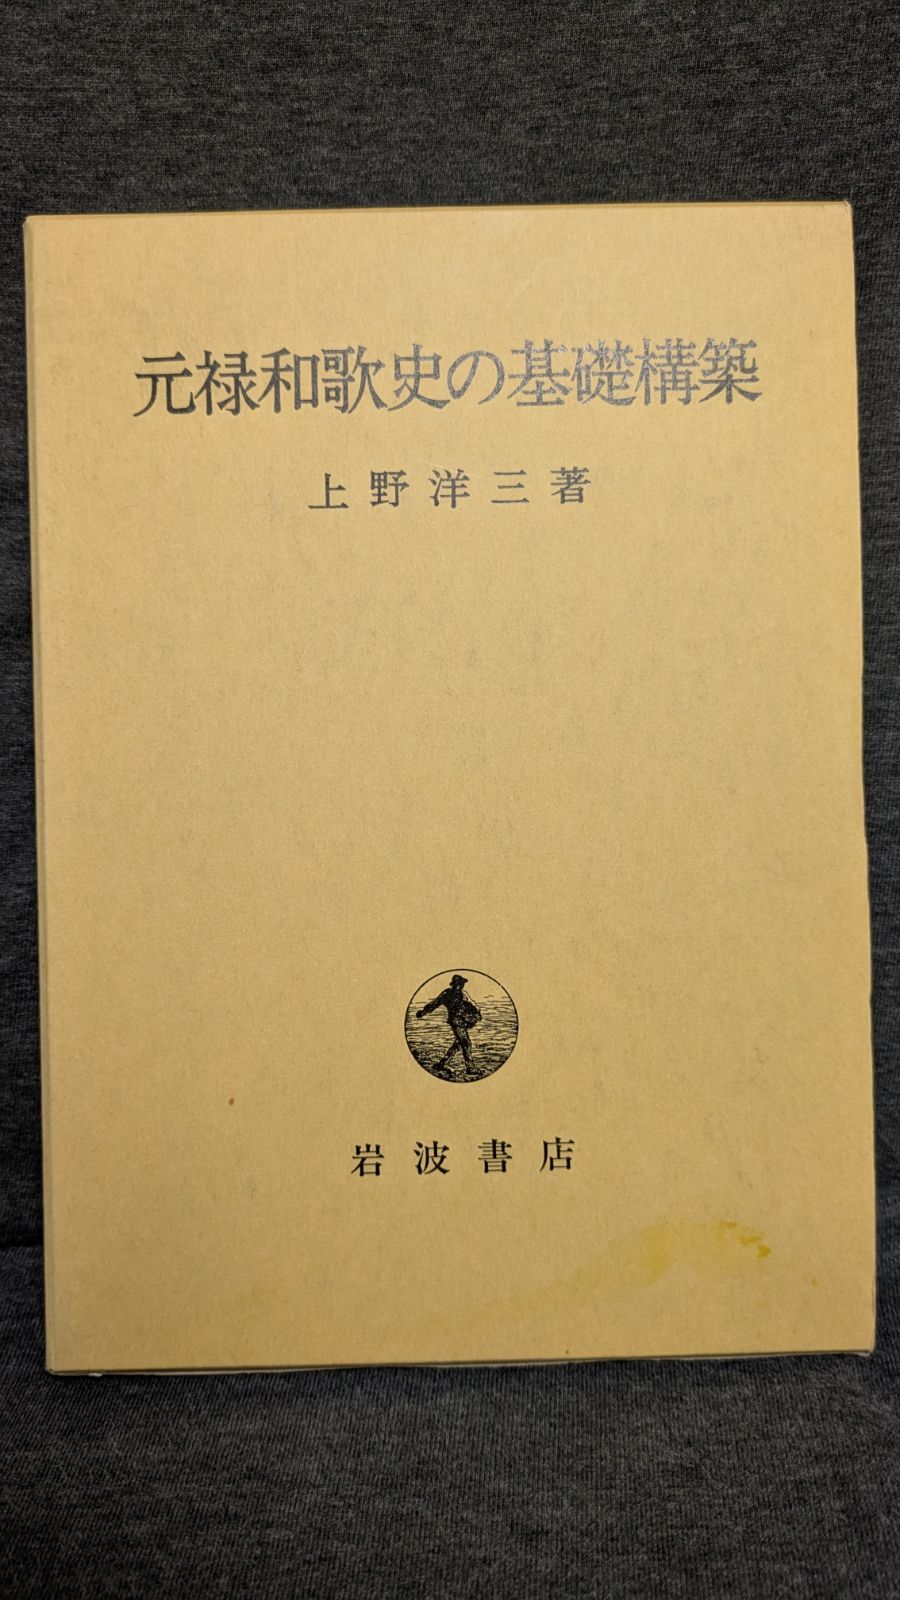 元禄和歌史の基礎構築
上野洋三著
岩波書店